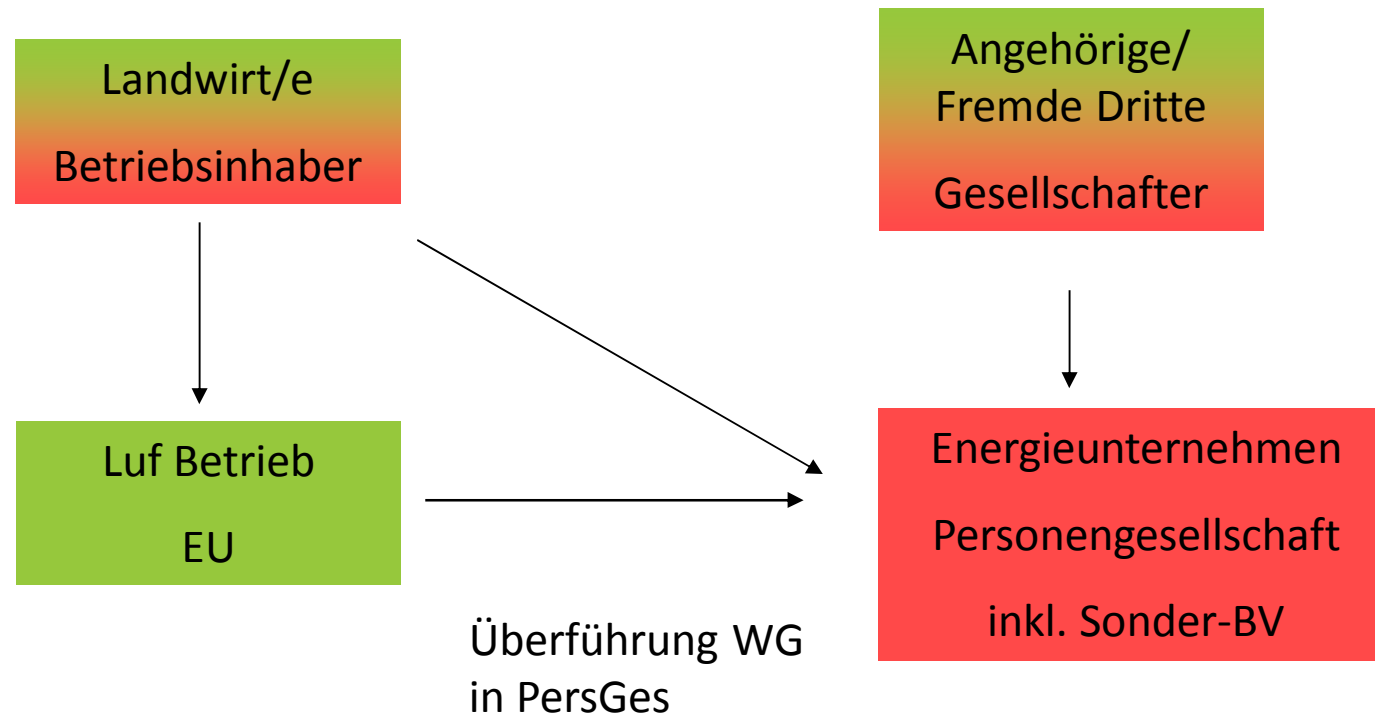 Landwirt/e
Betriebsinhaber
Angehörige/
Fremde Dritte
Gesellschafter
Luf Betrieb
EU
Energieunternehmen
Personengesellschaft
inkl. Sonder-BV
Überführung WG
in PersGes